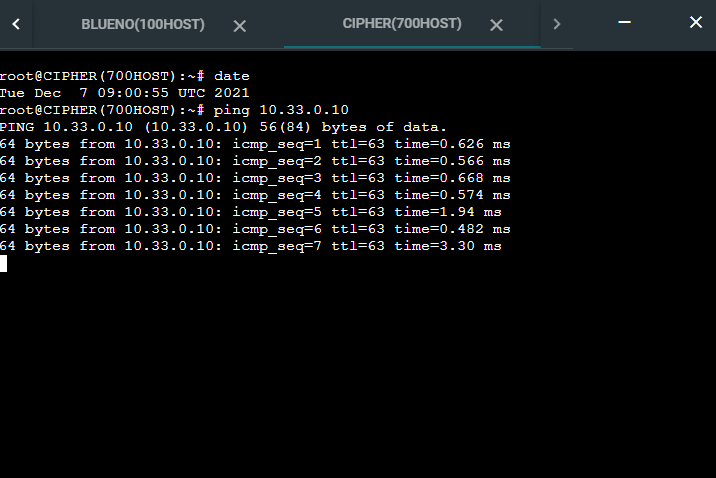 BLUENO(100HOST)
CIPHER(700HOST)
root@CIPHER(700HOST):~# date
Tue Dec  7 09:00:55 UTC 2021
root@CIPHER(700HOST):~# ping 10.33.0.10
PING 10.33.0.10 (10.33.0.10) 56(84) bytes of data.
64 bytes from 10.33.0.10: icmp_seq=1 ttl=63 time=0.626 ms
64 bytes from 10.33.0.10: icmp_seq=2 ttl=63 time=0.566 ms
64 bytes from 10.33.0.10: icmp_seq=3 ttl=63 time=0.668 ms
64 bytes from 10.33.0.10: icmp_seq=4 ttl=63 time=0.574 ms
64 bytes from 10.33.0.10: icmp_seq=5 ttl=63 time=1.94 ms
64 bytes from 10.33.0.10: icmp_seq=6 ttl=63 time=0.482 ms
64 bytes from 10.33.0.10: icmp_seq=7 ttl=63 time=3.30 ms